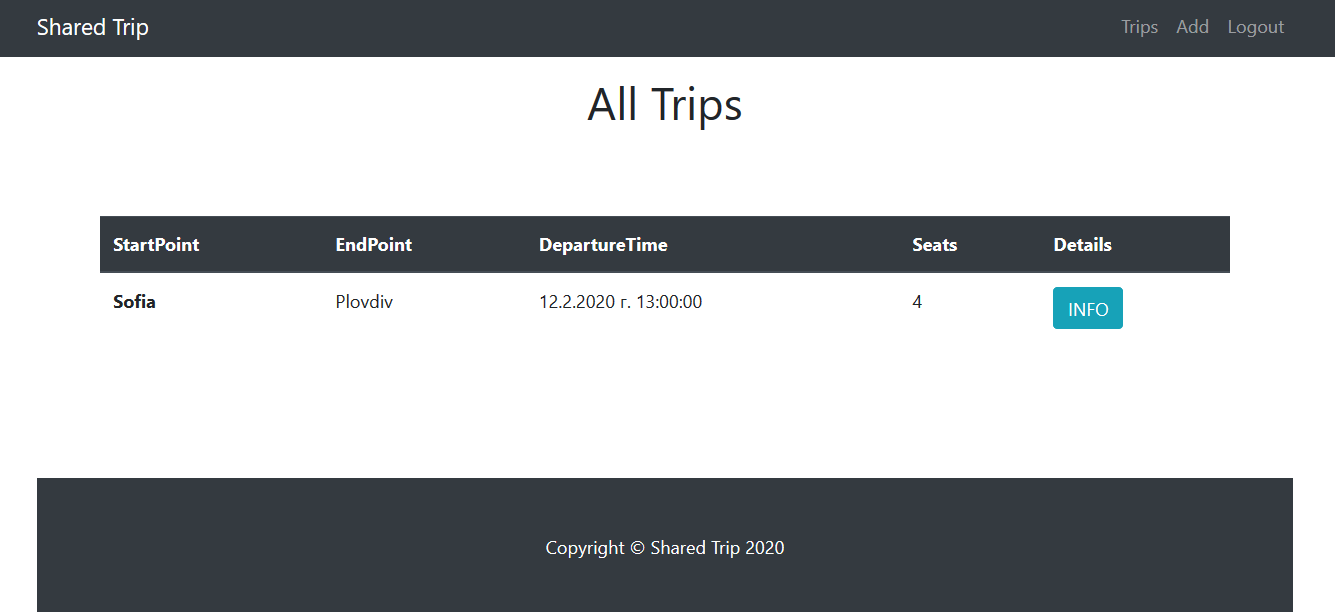 Shared Trip Trips Add Logout
All Trips
StartPoint EndPoint DepartureTime Seats Details
Sofia Plovdiv 12.2.2020 г. 13:00:00 4 INFO
Copyright © Shared Trip 2020